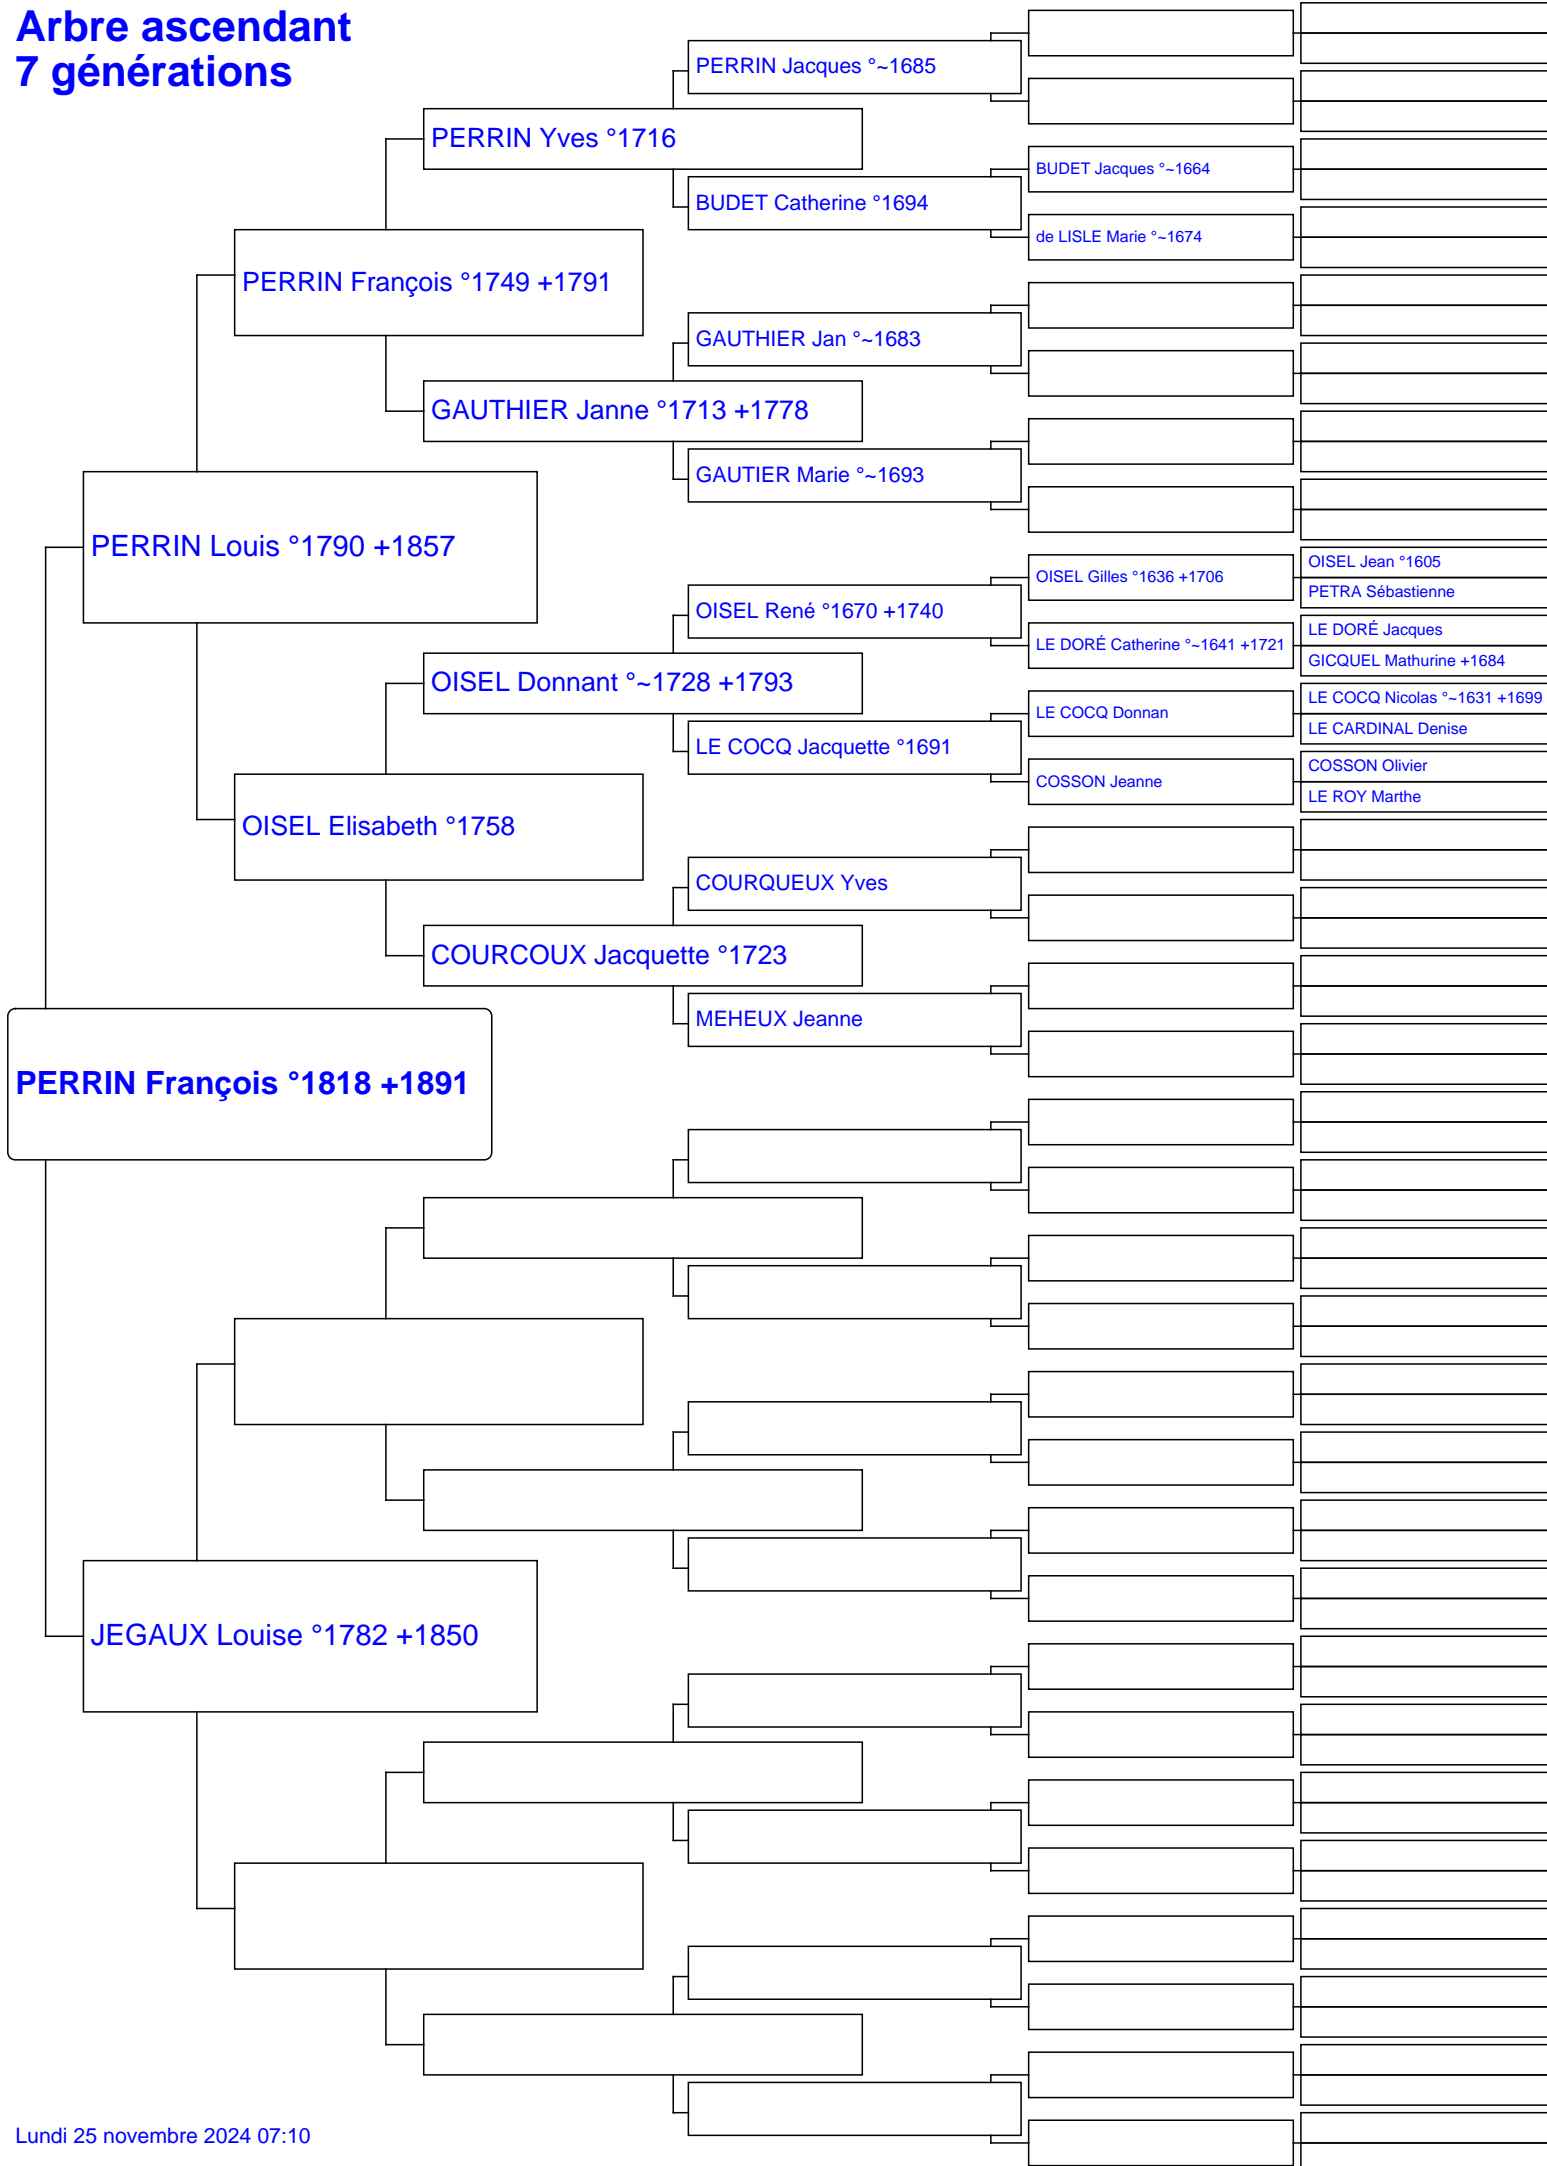 Arbre ascendant
7 générations
PERRIN François °1818 +1891
PERRIN Louis °1790 +1857
JEGAUX Louise °1782 +1850
PERRIN François °1749 +1791
OISEL Elisabeth °1758
PERRIN Yves °1716
GAUTHIER Janne °1713 +1778
OISEL Donnant °~1728 +1793
COURCOUX Jacquette °1723
PERRIN Jacques °~1685
BUDET Catherine °1694
GAUTHIER Jan °~1683
GAUTIER Marie °~1693
OISEL René °1670 +1740
LE COCQ Jacquette °1691
COURQUEUX Yves
MEHEUX Jeanne
BUDET Jacques °~1664
de LISLE Marie °~1674
OISEL Gilles °1636 +1706
LE DORÉ Catherine °~1641 +1721
LE COCQ Donnan
COSSON Jeanne
OISEL Jean °1605
PETRA Sébastienne
LE DORÉ Jacques
GICQUEL Mathurine +1684
LE COCQ Nicolas °~1631 +1699
LE CARDINAL Denise
COSSON Olivier
LE ROY Marthe
Lundi 25 novembre 2024 07:10